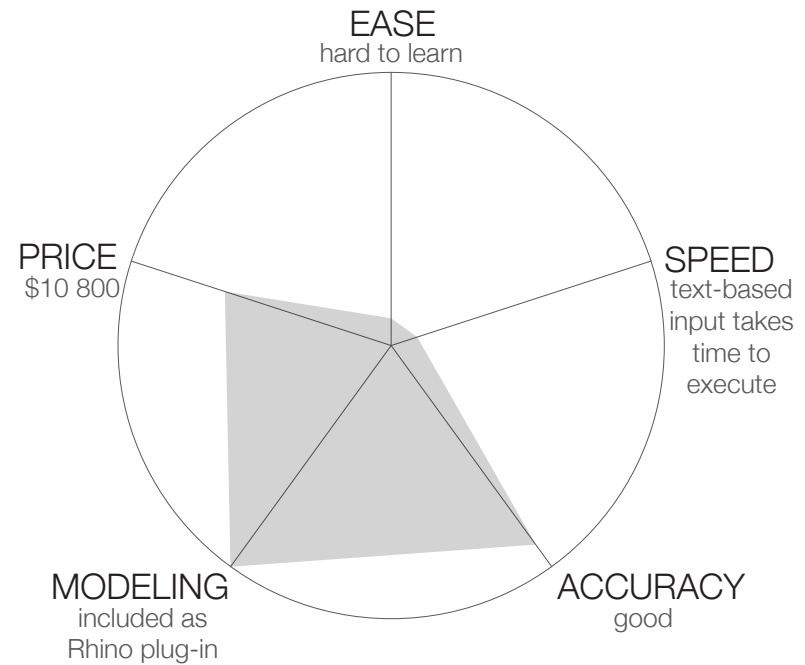 EASE
hard to learn
PRICE
$10 800
SPEED
text-based
input takes
time to
execute
MODELING
included as
Rhino plug-in
ACCURACY
good